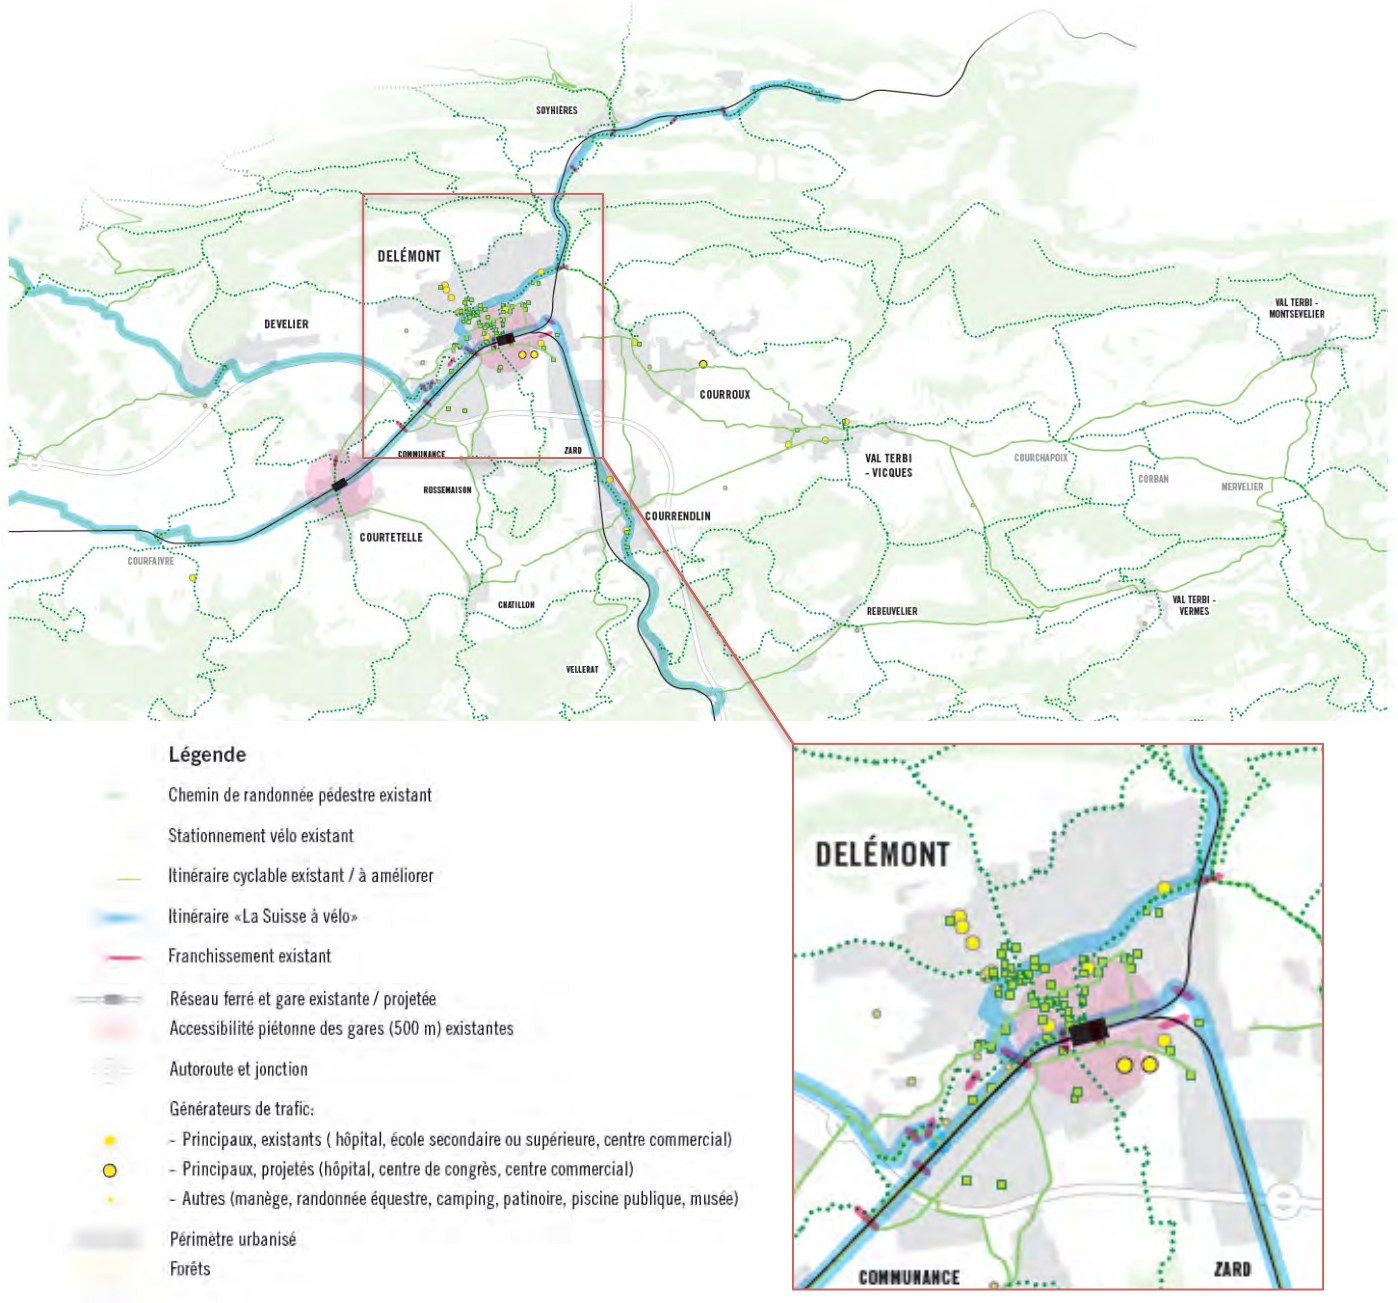 SOYHIÈRES
DELÉMONT
DEVELIER
VAL TERBI -
MONTSEVELIER
COURROUX
COMMUNANCE
ZARD
VAL TERBI
- VICQUES
COURCHAPOIX
CORBAN
MERVELIER
ROSSEMAISON
COURRENDLIN
COURTETELLE
COURFAIVRE
CHATILLON
REBEUVELIER
VAL TERBI -
VERMES
VELLERAT
Légende
Chemin de randonnée pédestre existant
Stationnement vélo existant
Itinéraire cyclable existant / à améliorer
Itinéraire «La Suisse à vélo»
Franchissement existant
Réseau ferré et gare existante / projetée
Accessibilité piétonne des gares (500 m) existantes
Autoroute et jonction
Générateurs de trafic:
- Principaux, existants ( hôpital, école secondaire ou supérieure, centre commercial)
- Principaux, projetés (hôpital, centre de congrès, centre commercial)
- Autres (manège, randonnée équestre, camping, patinoire, piscine publique, musée)
Périmètre urbanisé
Forêts
DELÉMONT
COMMUNANCE
ZARD